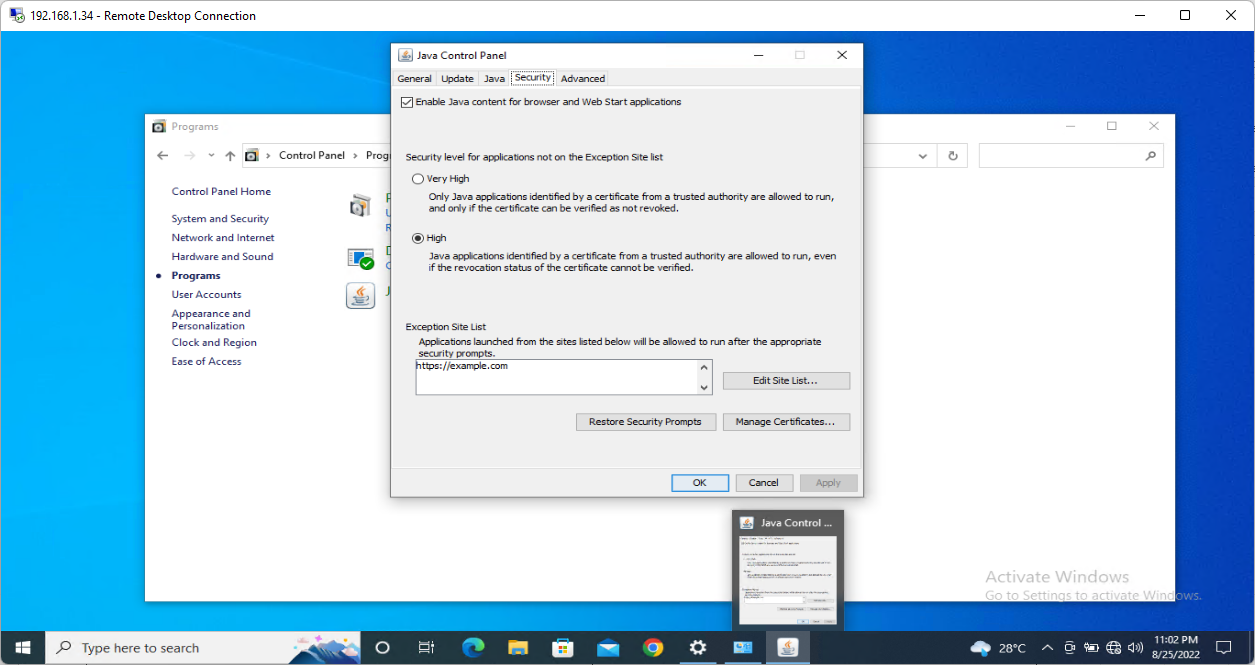 192.168.1.34 - Remote Desktop Connection
Java Control Panel
General Update Java Security Advanced
Enable Java content for browser and Web Start applications
Security level for applications not on the Exception Site list
Very High
Only Java applications identified by a certificate from a trusted authority are allowed to run,
and only if the certificate can be verified as not revoked.
High
Java applications identified by a certificate from a trusted authority are allowed to run, even
if the revocation status of the certificate cannot be verified.
Exception Site List
Applications launched from the sites listed below will be allowed to run after the appropriate
security prompts.
https://example.com
Edit Site List...
Restore Security Prompts Manage Certificates...
OK Cancel Apply
Programs
Control Panel
Control Panel Home
System and Security
Network and Internet
Hardware and Sound
Programs
User Accounts
Appearance and
Personalization
Clock and Region
Ease of Access
Java Control ...
Activate Windows
Go to Settings to activate Windows.
Type here to search
28°C
11:02 PM
8/25/2022